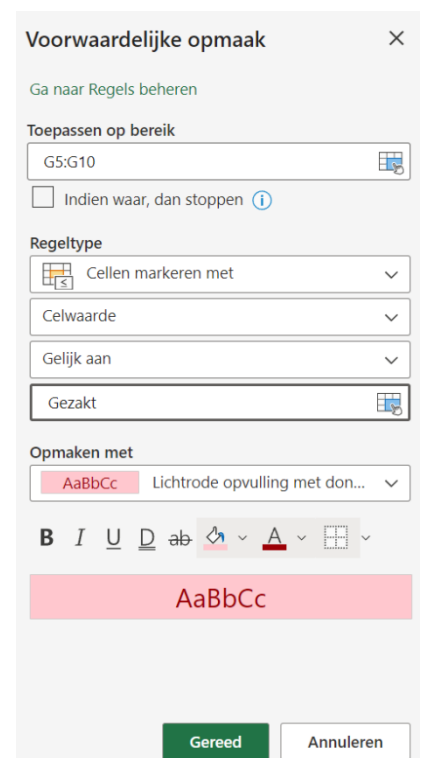 Voorwaardelijke opmaak
Ga naar Regels beheren
Toepassen op bereik
G5:G10
Indien waar, dan stoppen
Regeltype
Cellen markeren met
Celwaarde
Gelijk aan
Gezakt
Opmaken met
AaBbCc Lichtrode opvulling met don...
B I U D ab A
AaBbCc
Gereed Annuleren